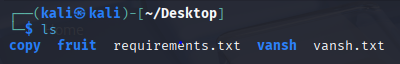 ┌──(kali㉿kali)-[~/Desktop]
└─$ ls
copy  fruit  requirements.txt  vansh  vansh.txt